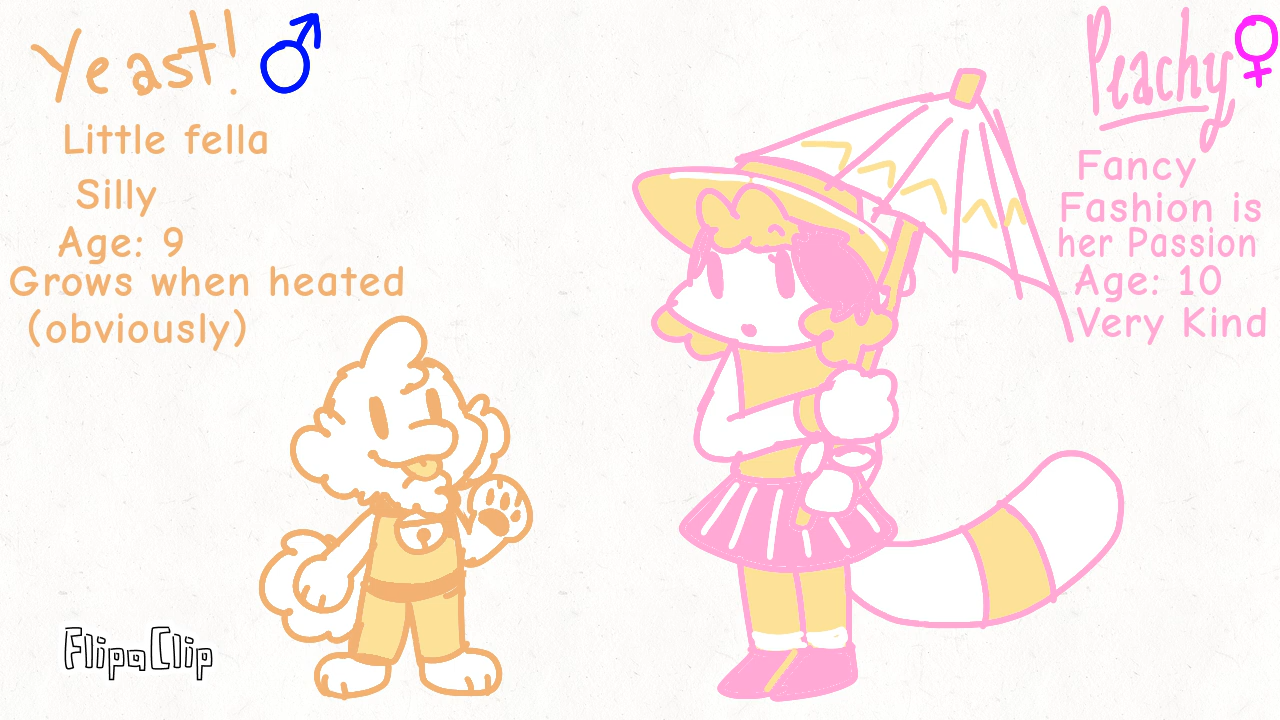 Yeast!
Little fella
Silly
Age: 9
Grows when heated
(obviously)
Peachy
Fancy
Fashion is
her Passion
Age: 10
Very Kind
FlipaClip